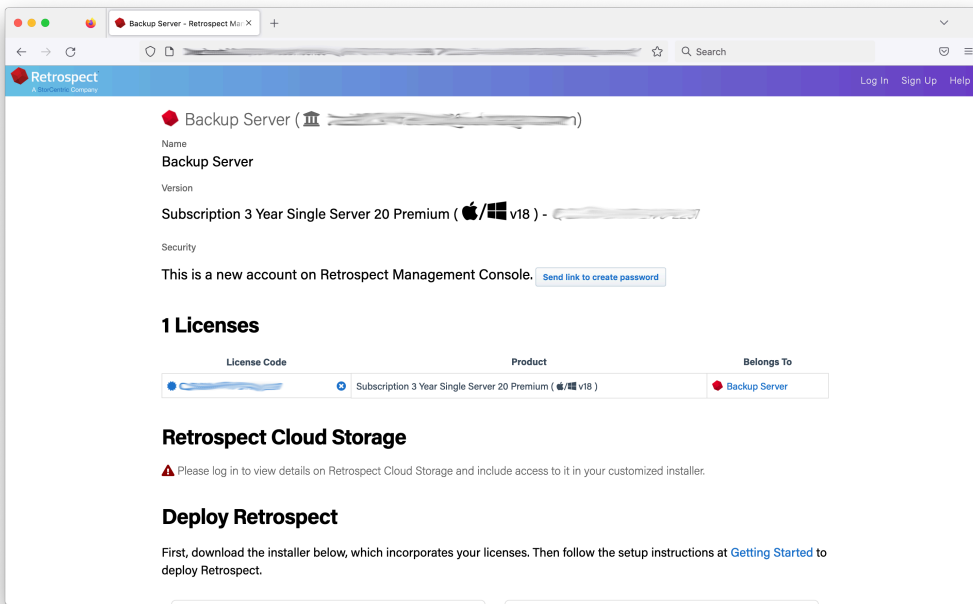 Backup Server - Retrospect Mar
Search
Retrospect
A StorCentric Company
Log In Sign Up Help
Backup Server ( )
Name
Backup Server
Version
Subscription 3 Year Single Server 20 Premium ( / v18 ) -
Security
This is a new account on Retrospect Management Console. Send link to create password
1 Licenses
License Code Product Belongs To
Subscription 3 Year Single Server 20 Premium ( / v18 ) Backup Server
Retrospect Cloud Storage
Please log in to view details on Retrospect Cloud Storage and include access to it in your customized installer.
Deploy Retrospect
First, download the installer below, which incorporates your licenses. Then follow the setup instructions at Getting Started to
deploy Retrospect.